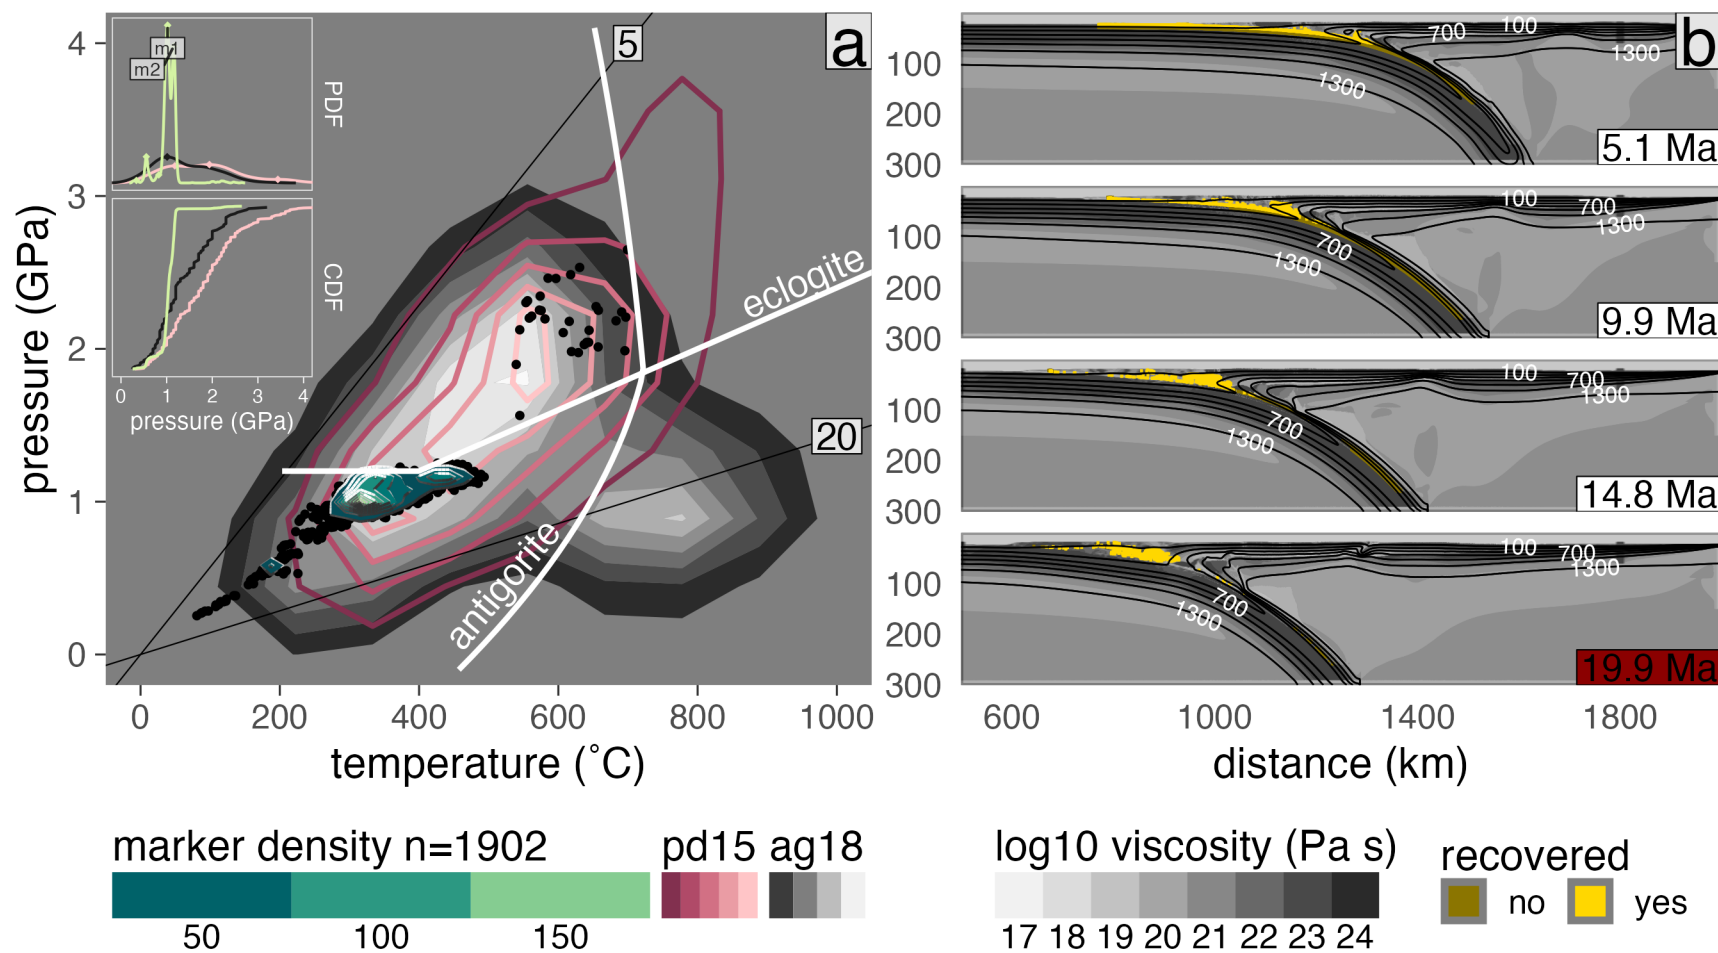 a
4
3
2
1
0
pressure (GPa)
0
200
400
600
800
1000
temperature (˚C)
5
20
eclogite
antigorite
m1
m2
PDF
CDF
0
1
2
3
4
pressure (GPa)
b
100
200
300
100
700
1300
1300
5.1 Ma
100
200
300
100
700
1300
700
1300
9.9 Ma
100
200
300
100
700
1300
700
1300
14.8 Ma
100
200
300
100
700
1300
700
1300
19.9 Ma
600
1000
1400
1800
distance (km)
marker density n=1902
50
100
150
pd15
ag18
log10 viscosity (Pa s)
17 18 19 20 21 22 23 24
recovered
no
yes